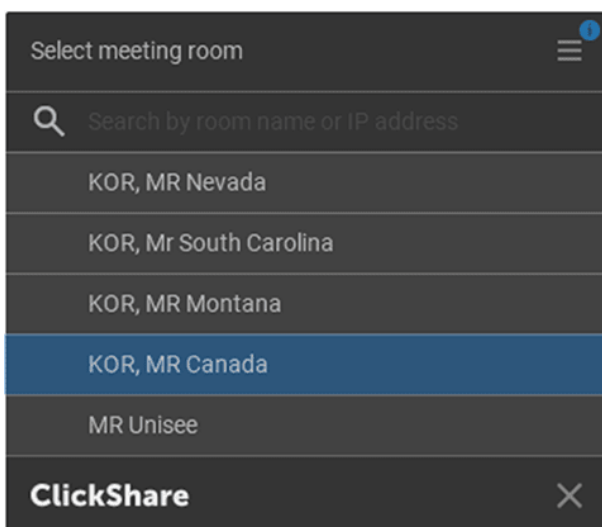 Select meeting room
i
Search by room name or IP address
KOR, MR Nevada
KOR, Mr South Carolina
KOR, MR Montana
KOR, MR Canada
MR Unisee
ClickShare